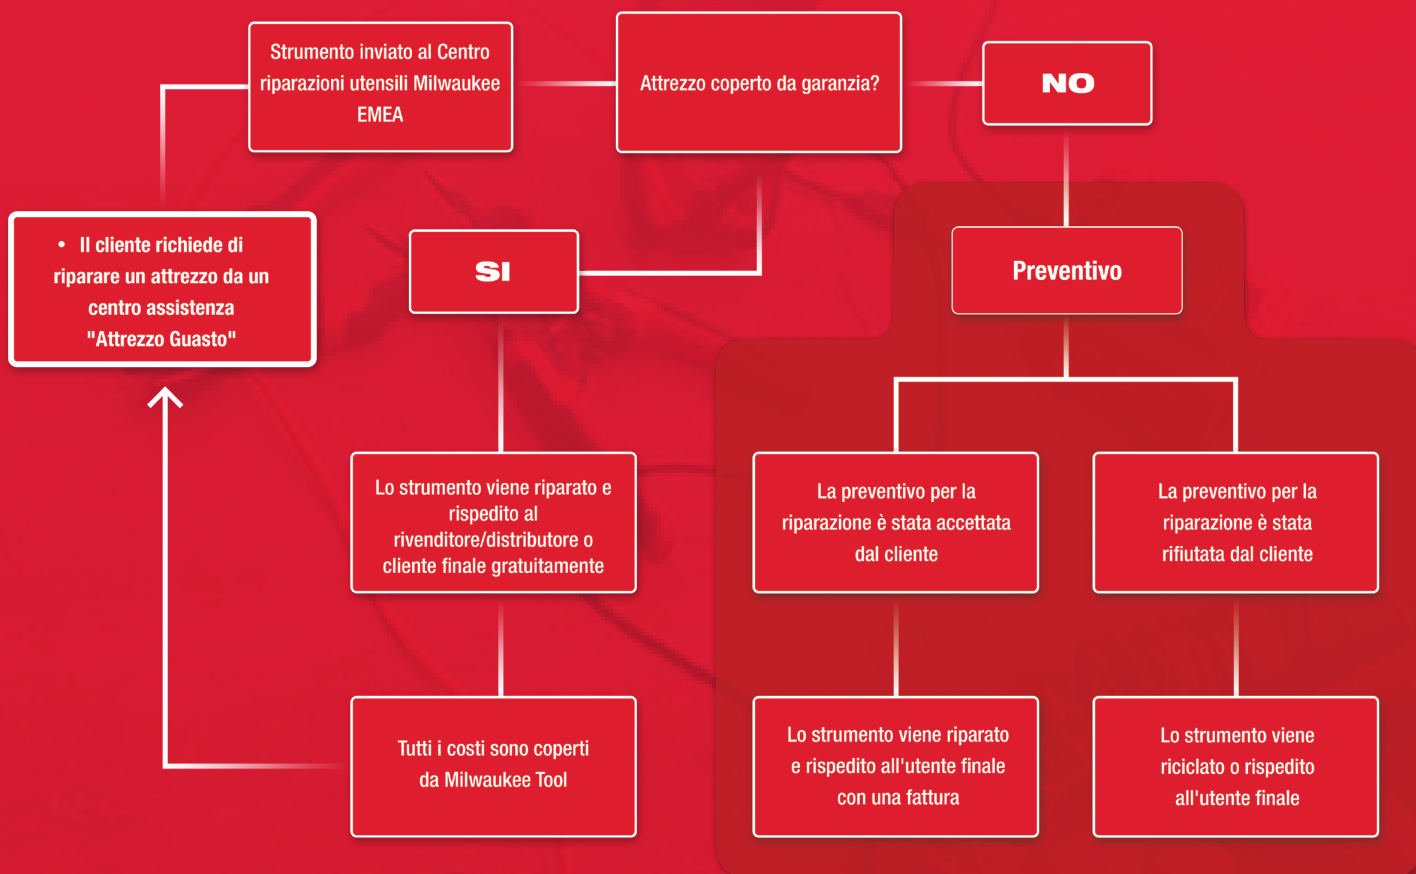 Strumento inviato al Centro
riparazioni utensili Milwaukee
EMEA
Attrezzo coperto da garanzia?
NO
• Il cliente richiede di
riparare un attrezzo da un
centro assistenza
"Attrezzo Guasto"
SI
Preventivo
Lo strumento viene riparato e
rispedito al
rivenditore/distributore o
cliente finale gratuitamente
La preventivo per la
riparazione è stata accettata
dal cliente
La preventivo per la
riparazione è stata
rifiutata dal cliente
Tutti i costi sono coperti
da Milwaukee Tool
Lo strumento viene riparato
e rispedito all'utente finale
con una fattura
Lo strumento viene
riciclato o rispedito
all'utente finale